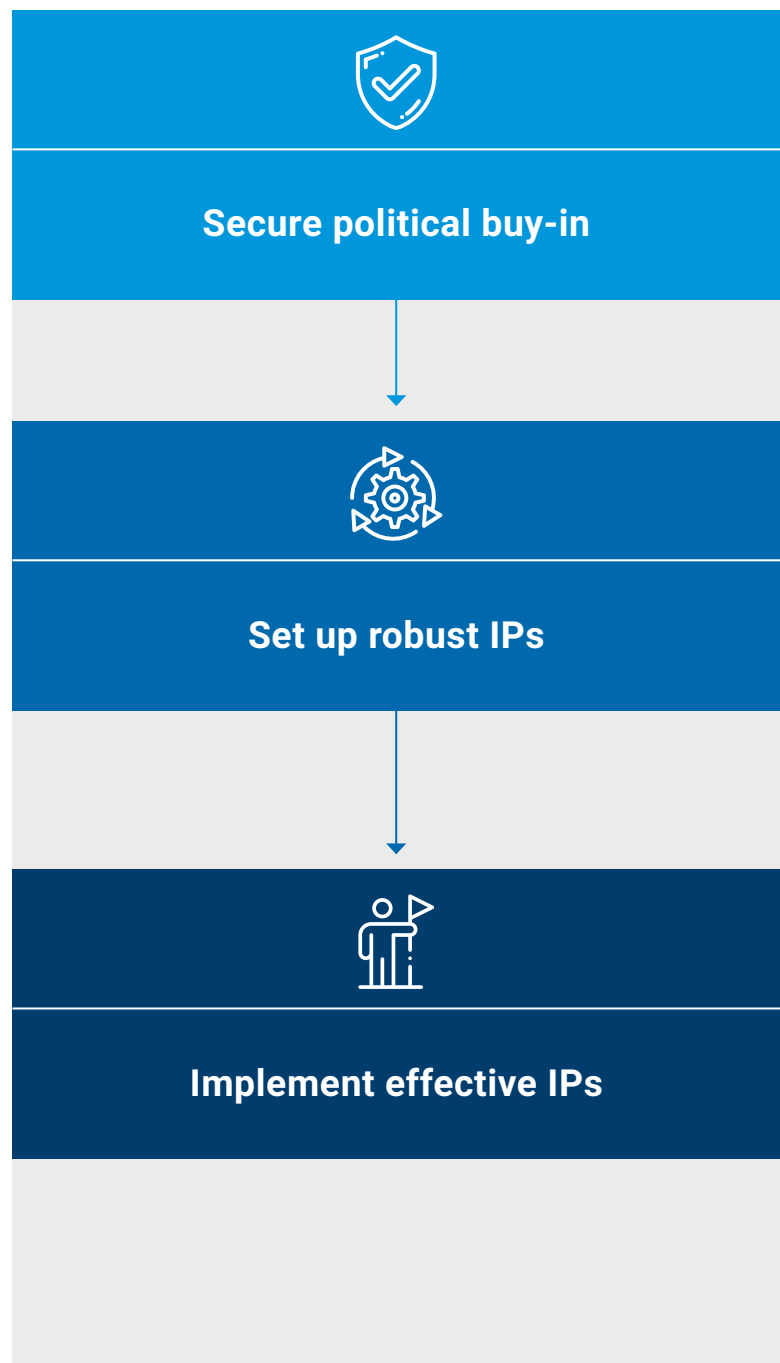 Secure political buy-in
Set up robust IPs
Implement effective IPs